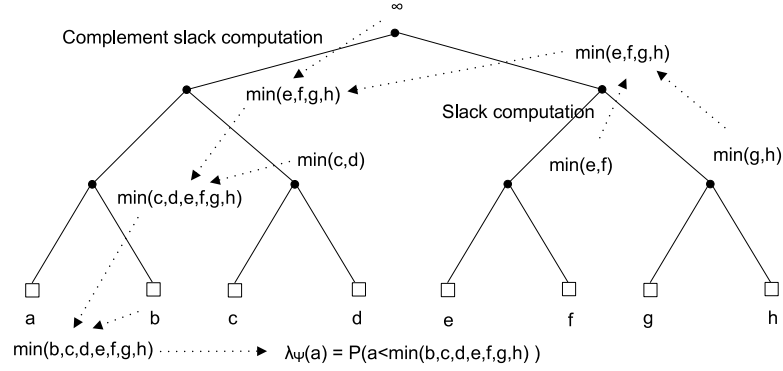 ∞
Complement slack computation
min(e,f,g,h)
min(e,f,g,h)
Slack computation
min(c,d)
min(e,f)
min(g,h)
min(c,d,e,f,g,h)
a b c d e f g h
min(b,c,d,e,f,g,h)
λΨ(a) = P(a<min(b,c,d,e,f,g,h) )